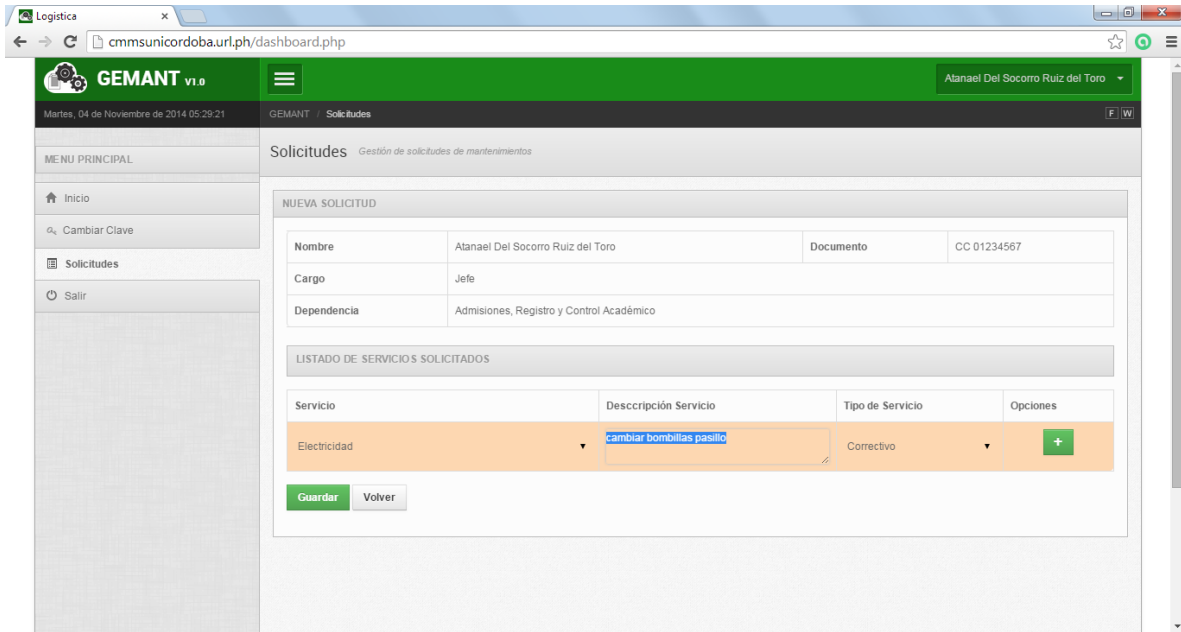 Logistica
cmmsunicordoba.url.ph/dashboard.php
GEMANT V1.0
Atanael Del Socorro Ruiz del Toro
Martes, 04 de Noviembre de 2014 05:29:21
GEMANT / Solicitudes
F W
MENU PRINCIPAL
Solicitudes Gestión de solicitudes de mantenimientos
Inicio
Cambiar Clave
Solicitudes
Salir
NUEVA SOLICITUD
Nombre Atanael Del Socorro Ruiz del Toro Documento CC 01234567
Cargo Jefe
Dependencia Admisiones, Registro y Control Académico
LISTADO DE SERVICIOS SOLICITADOS
Servicio Desccripción Servicio Tipo de Servicio Opciones
Electricidad cambiar bombillas pasillo Correctivo +
Guardar Volver